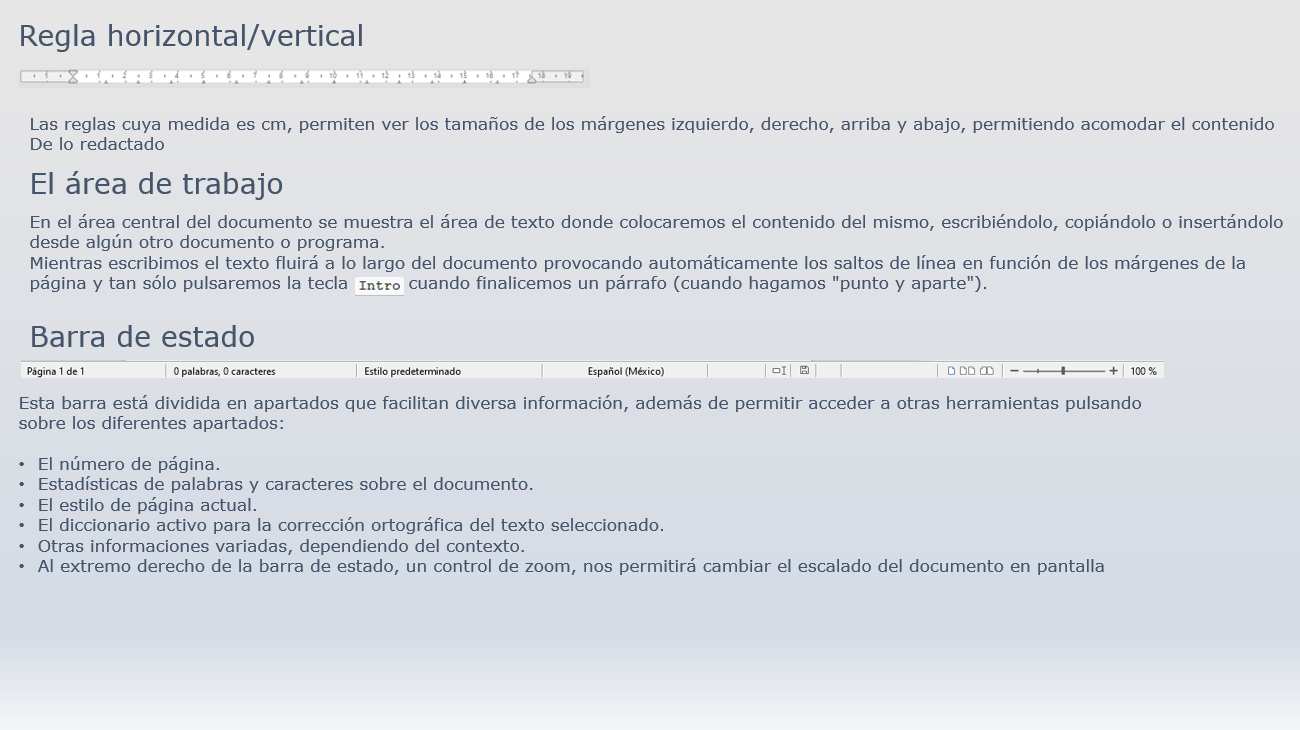 Regla horizontal/vertical
1 1 2 3 4 5 6 7 8 9 10 11 12 13 14 15 16 17 18 19
Las reglas cuya medida es cm, permiten ver los tamaños de los márgenes izquierdo, derecho, arriba y abajo, permitiendo acomodar el contenido
De lo redactado
El área de trabajo
En el área central del documento se muestra el área de texto donde colocaremos el contenido del mismo, escribiéndolo, copiándolo o insertándolo
desde algún otro documento o programa.
Mientras escribimos el texto fluirá a lo largo del documento provocando automáticamente los saltos de línea en función de los márgenes de la
página y tan sólo pulsaremos la tecla Intro cuando finalicemos un párrafo (cuando hagamos "punto y aparte").
Barra de estado
Página 1 de 1 0 palabras, 0 caracteres Estilo predeterminado Español (México) 100 %
Esta barra está dividida en apartados que facilitan diversa información, además de permitir acceder a otras herramientas pulsando
sobre los diferentes apartados:
• El número de página.
• Estadísticas de palabras y caracteres sobre el documento.
• El estilo de página actual.
• El diccionario activo para la corrección ortográfica del texto seleccionado.
• Otras informaciones variadas, dependiendo del contexto.
• Al extremo derecho de la barra de estado, un control de zoom, nos permitirá cambiar el escalado del documento en pantalla